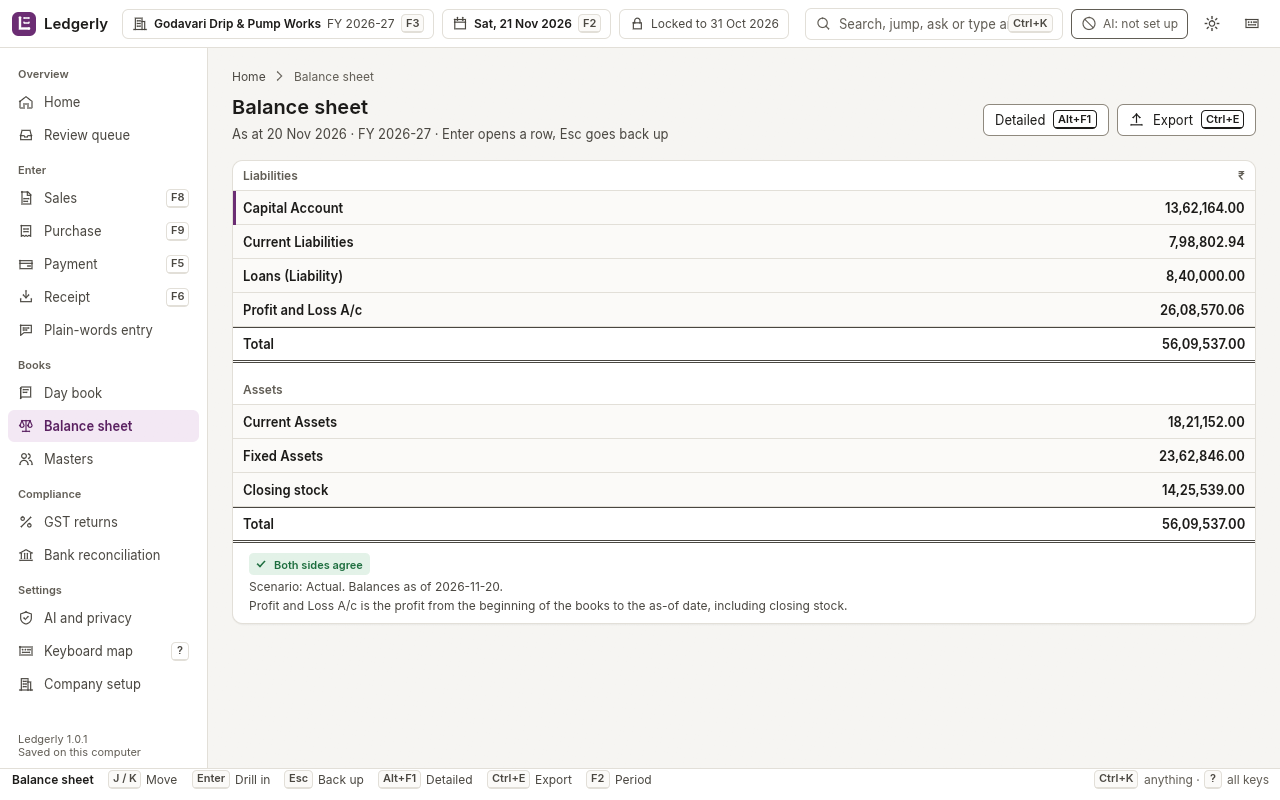 Ledgerly
Godavari Drip & Pump Works FY 2026-27 F3
Sat, 21 Nov 2026 F2
Locked to 31 Oct 2026
Search, jump, ask or type a Ctrl+K
AI: not set up
Overview
Home
Review queue
Enter
Sales F8
Purchase F9
Payment F5
Receipt F6
Plain-words entry
Books
Day book
Balance sheet
Masters
Compliance
GST returns
Bank reconciliation
Settings
AI and privacy
Keyboard map ?
Company setup
Ledgerly 1.0.1
Saved on this computer
Home > Balance sheet
Balance sheet
As at 20 Nov 2026 · FY 2026-27 · Enter opens a row, Esc goes back up
Detailed Alt+F1
Export Ctrl+E
Liabilities ₹
Capital Account 13,62,164.00
Current Liabilities 7,98,802.94
Loans (Liability) 8,40,000.00
Profit and Loss A/c 26,08,570.06
Total 56,09,537.00
Assets
Current Assets 18,21,152.00
Fixed Assets 23,62,846.00
Closing stock 14,25,539.00
Total 56,09,537.00
Both sides agree
Scenario: Actual. Balances as of 2026-11-20.
Profit and Loss A/c is the profit from the beginning of the books to the as-of date, including closing stock.
Balance sheet J / K Move Enter Drill in Esc Back up Alt+F1 Detailed Ctrl+E Export F2 Period
Ctrl+K anything · ? all keys